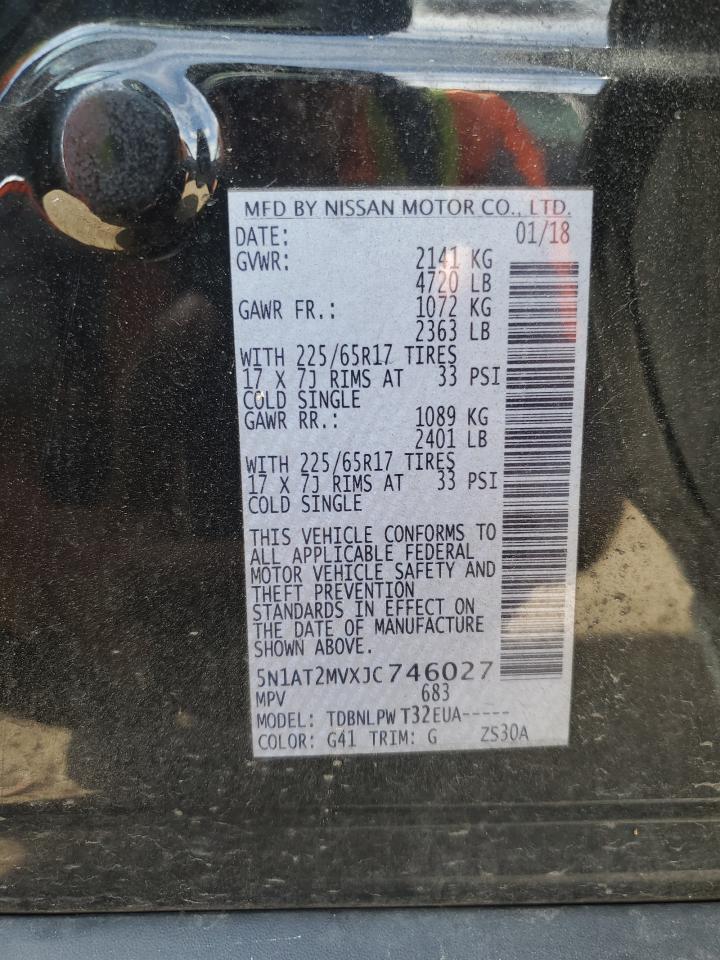 MFD BY NISSAN MOTOR CO., LTD.
DATE: 01/18
GVWR: 2141 KG
4720 LB
GAWR FR.: 1072 KG
2363 LB
WITH 225/65R17 TIRES
17 X 7J RIMS AT 33 PSI
COLD SINGLE
GAWR RR.: 1089 KG
2401 LB
WITH 225/65R17 TIRES
17 X 7J RIMS AT 33 PSI
COLD SINGLE
THIS VEHICLE CONFORMS TO
ALL APPLICABLE FEDERAL
MOTOR VEHICLE SAFETY AND
THEFT PREVENTION
STANDARDS IN EFFECT ON
THE DATE OF MANUFACTURE
SHOWN ABOVE.
5N1AT2MVXJC746027
MPV 683
MODEL: TDBNLPW T32EUA-----
COLOR: G41 TRIM: G ZS30A